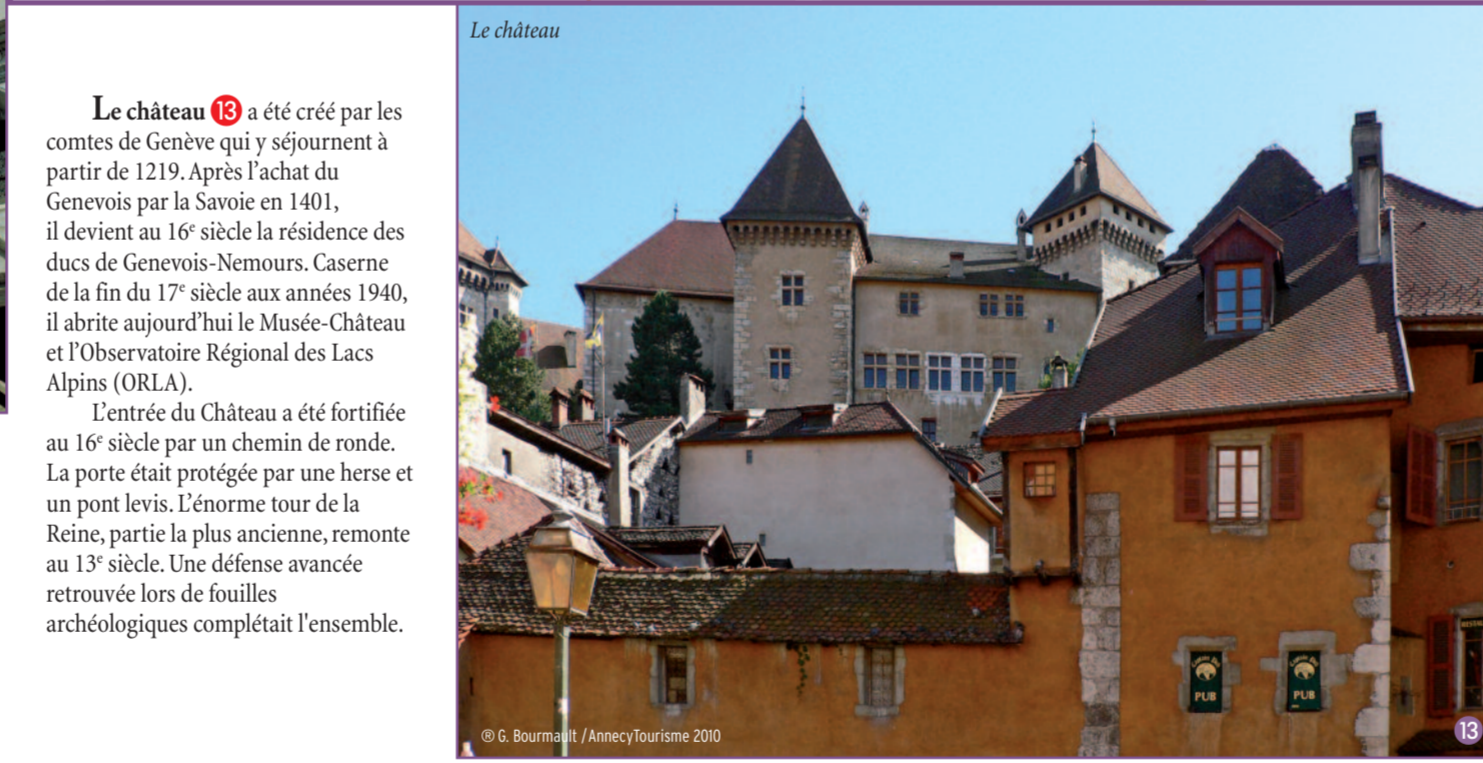 Le château 13 a été créé par les
comtes de Genève qui y séjournent à
partir de 1219. Après l’achat du
Genevois par la Savoie en 1401,
il devient au 16e siècle la résidence des
ducs de Genevois-Nemours. Caserne
de la fin du 17e siècle aux années 1940,
il abrite aujourd’hui le Musée-Château
et l’Observatoire Régional des Lacs
Alpins (ORLA).
L’entrée du Château a été fortifiée
au 16e siècle par un chemin de ronde.
La porte était protégée par une herse et
un pont levis. L’énorme tour de la
Reine, partie la plus ancienne, remonte
au 13e siècle. Une défense avancée
retrouvée lors de fouilles
archéologiques complétait l'ensemble.
Le château
PUB
PUB
® G. Bourmault /AnnecyTourisme 2010
13